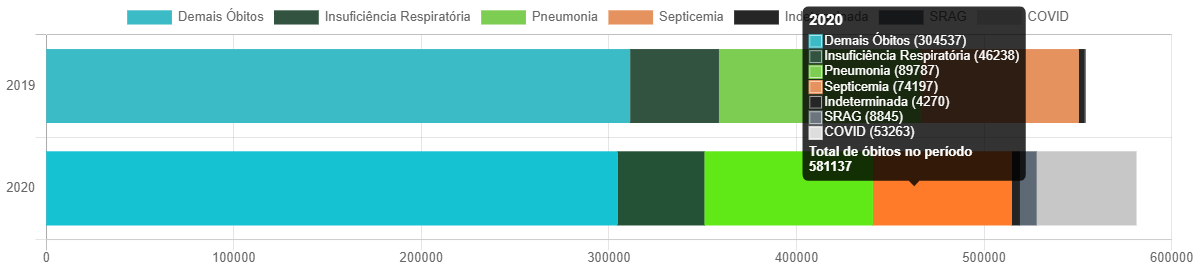 Demais Óbitos Insuficiência Respiratória Pneumonia Septicemia Indeterminada SRAG COVID
2020
Demais Óbitos (304537)
Insuficiência Respiratória (46238)
Pneumonia (89787)
Septicemia (74197)
Indeterminada (4270)
SRAG (8845)
COVID (53263)
Total de óbitos no período
581137
2019
2020
0 100000 200000 300000 400000 500000 600000